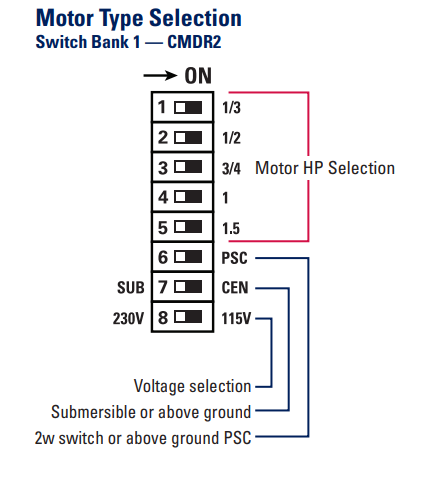 Motor Type Selection
Switch Bank 1 — CMDR2
ON
1 1/3
2 1/2
3 3/4 Motor HP Selection
4 1
5 1.5
6 PSC
SUB 7 CEN
230V 8 115V
Voltage selection
Submersible or above ground
2w switch or above ground PSC